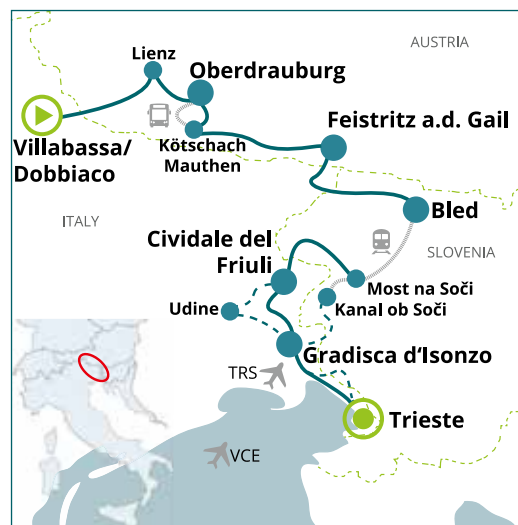 AUSTRIA
Lienz
Oberdrauburg
Villabassa/
Dobbiaco
Kötschach
Mauthen
Feistritz a.d. Gail
ITALY
Bled
SLOVENIA
Cividale del
Friuli
Most na Soči
Kanal ob Soči
Udine
Gradisca d'Isonzo
TRS
Trieste
VCE